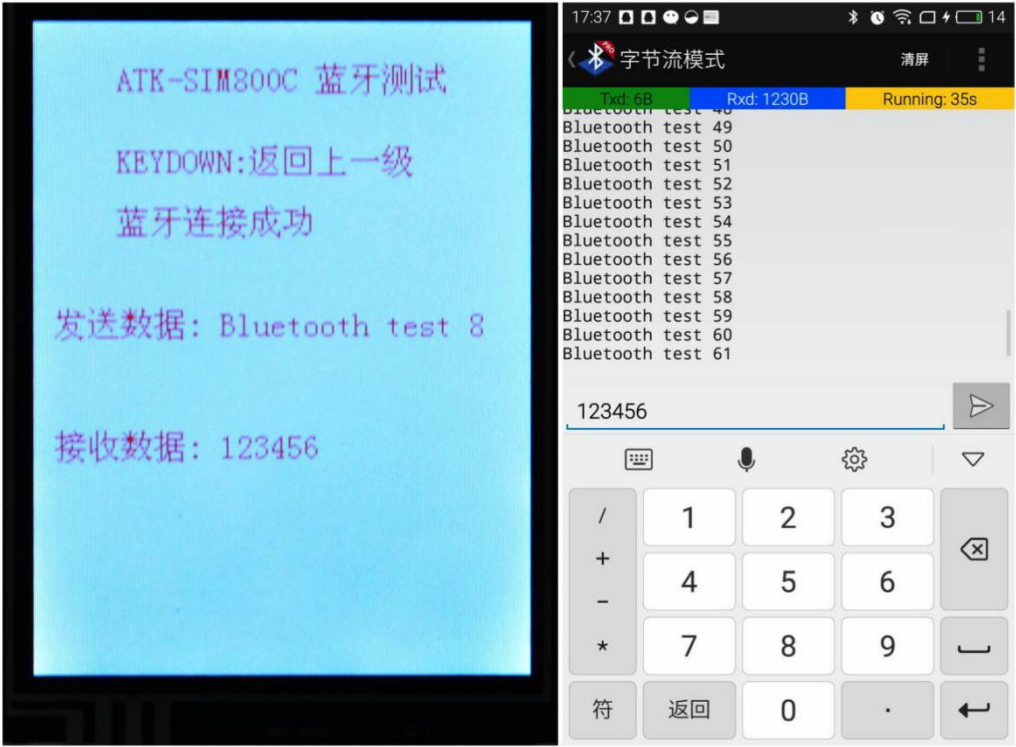 ATK-SIM800C 蓝牙测试
KEYDOWN:返回上一级
蓝牙连接成功
发送数据: Bluetooth test 8
接收数据: 123456
17:37
14
PRO
字节流模式
清屏
Txd: 6B
Rxd: 1230B
Running: 35s
Bluetooth test 48
Bluetooth test 49
Bluetooth test 50
Bluetooth test 51
Bluetooth test 52
Bluetooth test 53
Bluetooth test 54
Bluetooth test 55
Bluetooth test 56
Bluetooth test 57
Bluetooth test 58
Bluetooth test 59
Bluetooth test 60
Bluetooth test 61
123456
/ 1 2 3
+
4 5 6
-
* 7 8 9
符 返回 0 .